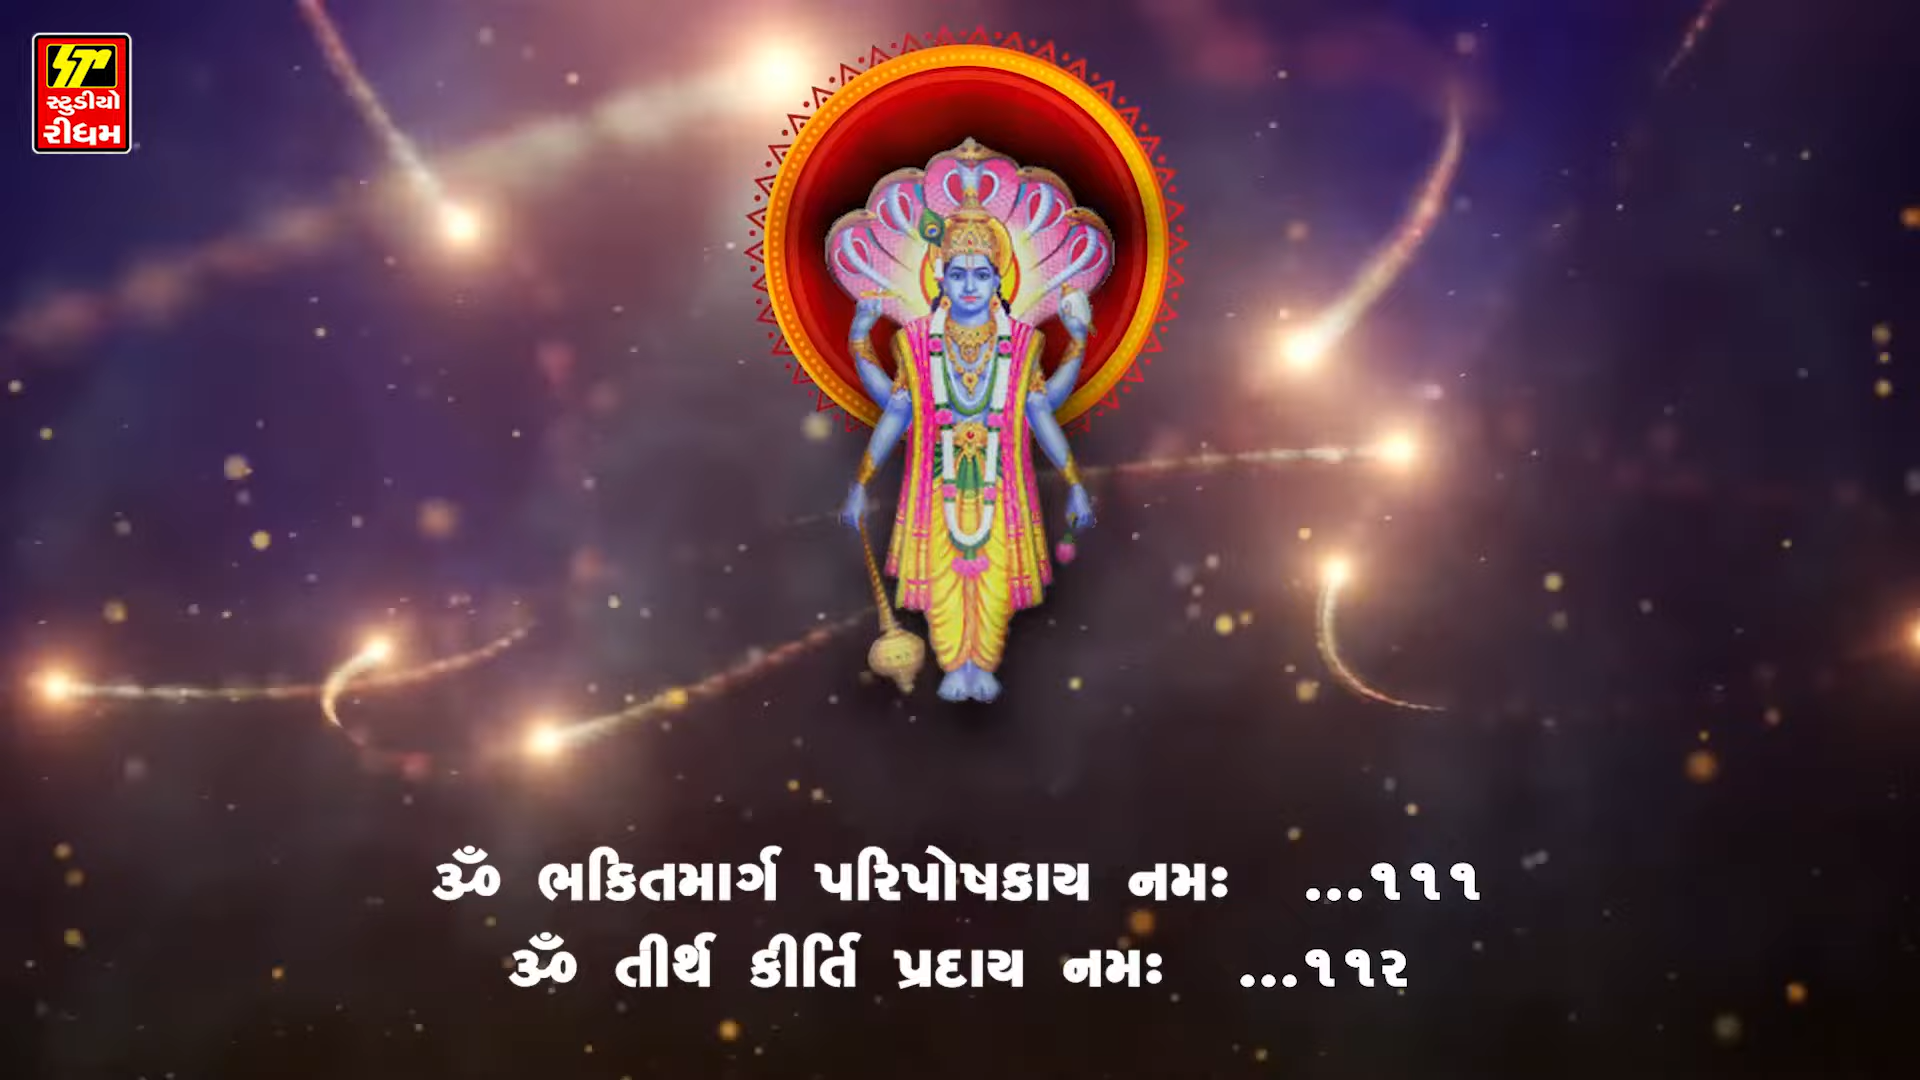 સ્ટુડીયો
રીધમ
ૐ ભકિતમાર્ગ પરિપોષકાય નમઃ ...૧૧૧
ૐ તીર્થ કીર્તિ પ્રદાય નમઃ ...૧૧૨